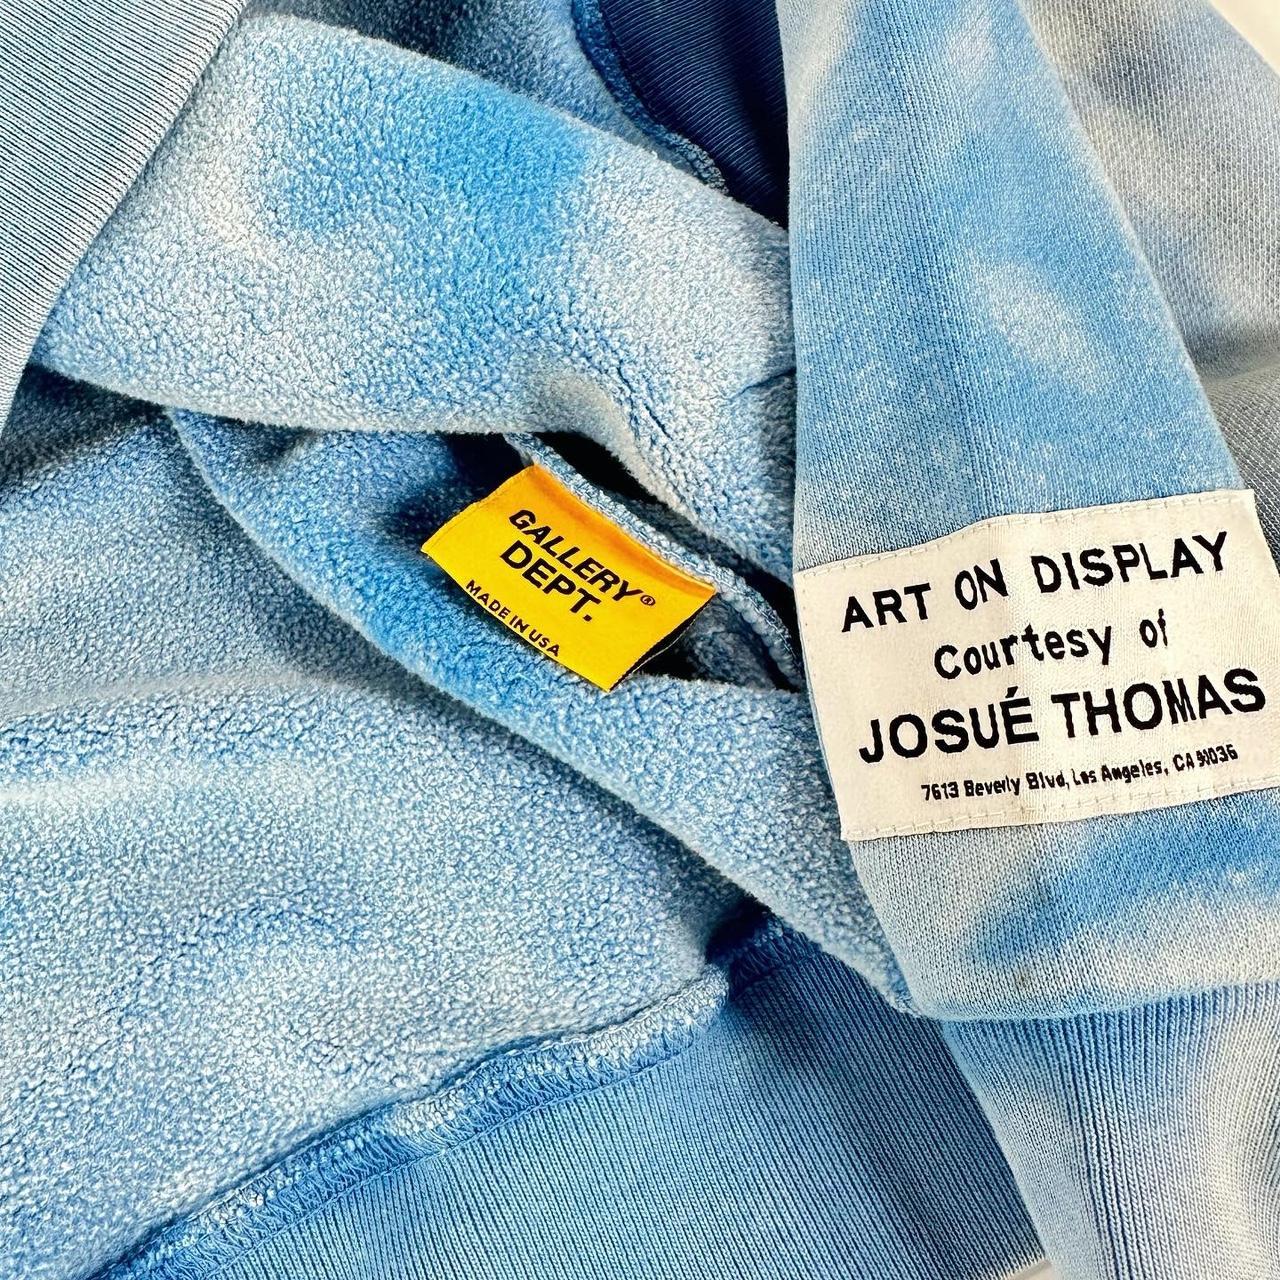 GALLERY®
DEPT.
MADE IN USA
ART ON DISPLAY
Courtesy of
JOSUÉ THOMAS
7613 Beverly Blvd, Los Angeles, CA 90036